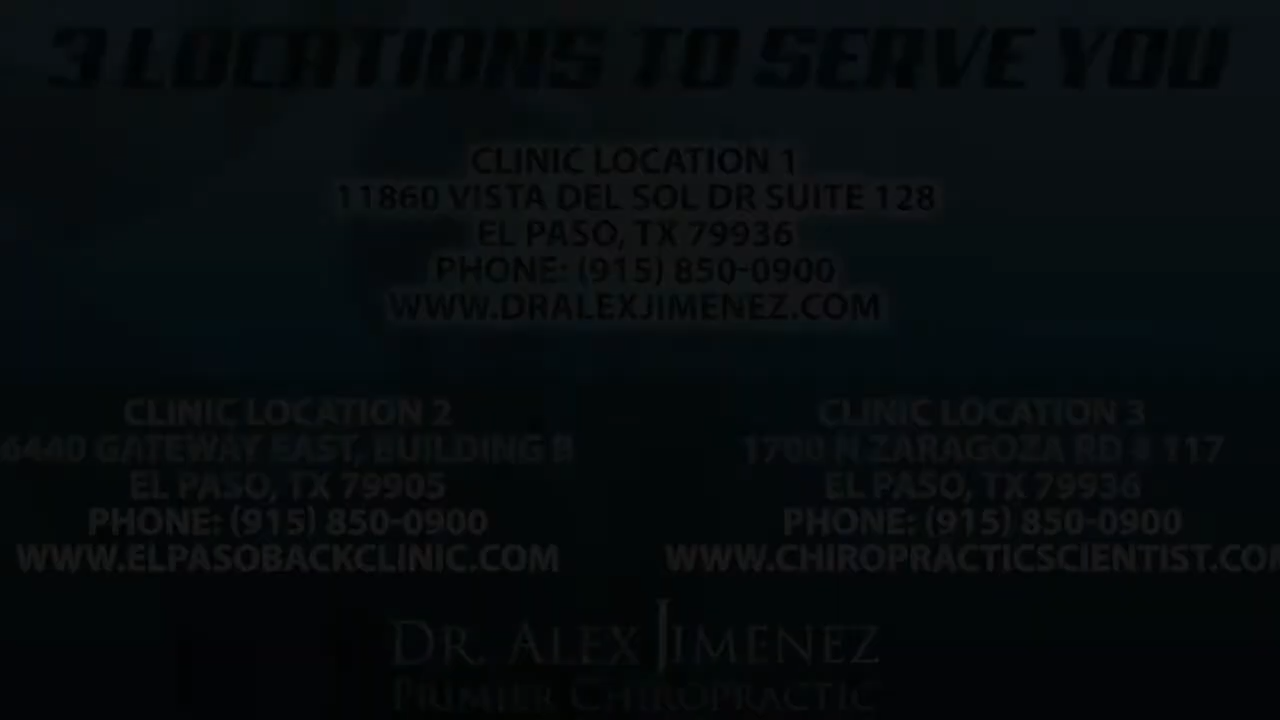 3 LOCATIONS TO SERVE YOU
CLINIC LOCATION 1
11860 VISTA DEL SOL DR SUITE 128
EL PASO, TX 79936
PHONE: (915) 850-0900
WWW.DRALEXJIMENEZ.COM
CLINIC LOCATION 2
6440 GATEWAY EAST, BUILDING B
EL PASO, TX 79905
PHONE: (915) 850-0900
WWW.ELPASOBACKCLINIC.COM
CLINIC LOCATION 3
1700 N ZARAGOZA RD # 117
EL PASO, TX 79936
PHONE: (915) 850-0900
WWW.CHIROPRACTICSCIENTIST.CO
DR. ALEX JIMENEZ
PREMIER CHIROPRACTIC